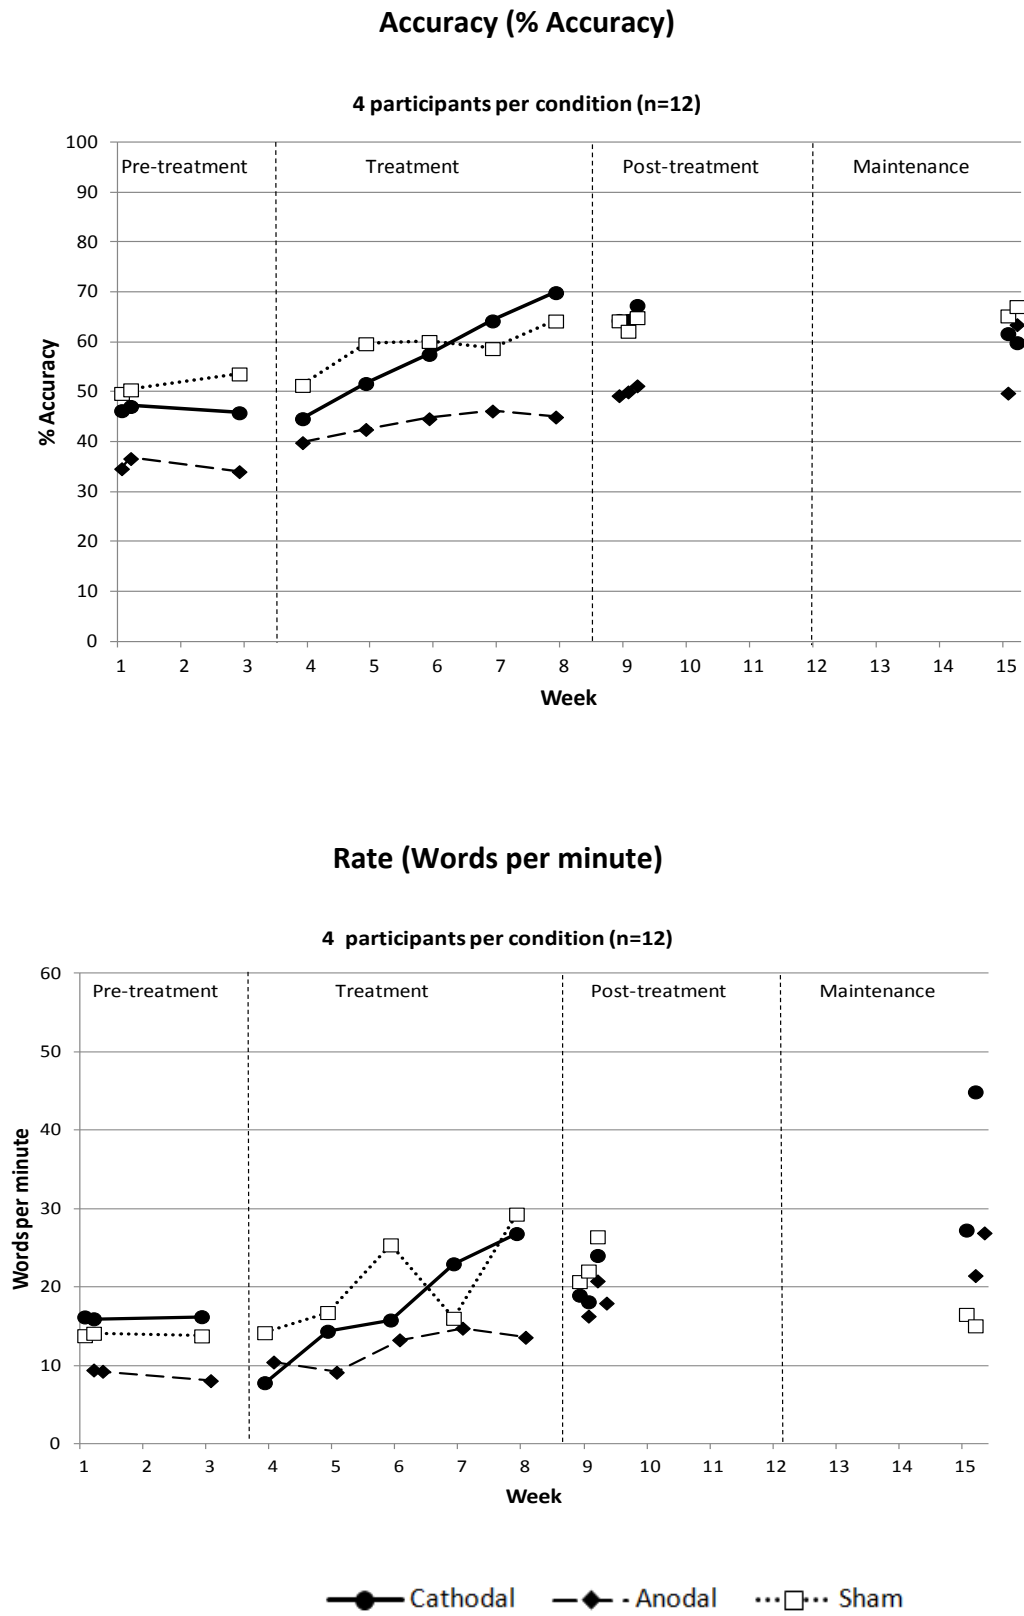 Accuracy (% Accuracy)
4 participants per condition (n=12)
100
90
80
70
60
50
40
30
20
10
0
% Accuracy
Pre-treatment Treatment Post-treatment Maintenance
1 2 3 4 5 6 7 8 9 10 11 12 13 14 15
Week
Rate (Words per minute)
4 participants per condition (n=12)
60
50
40
30
20
10
0
Words per minute
Pre-treatment Treatment Post-treatment Maintenance
1 2 3 4 5 6 7 8 9 10 11 12 13 14 15
Week
Cathodal Anodal Sham